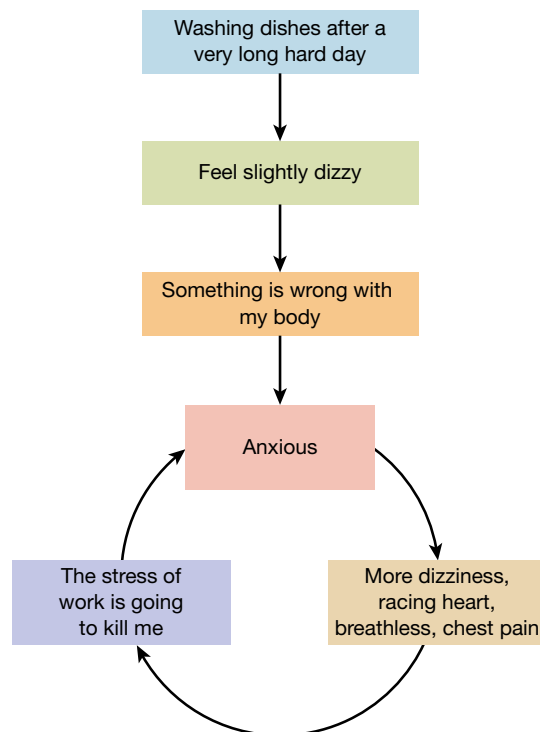 Washing dishes after a
very long hard day
Feel slightly dizzy
Something is wrong with
my body
Anxious
The stress of
work is going
to kill me
More dizziness,
racing heart,
breathless, chest pain